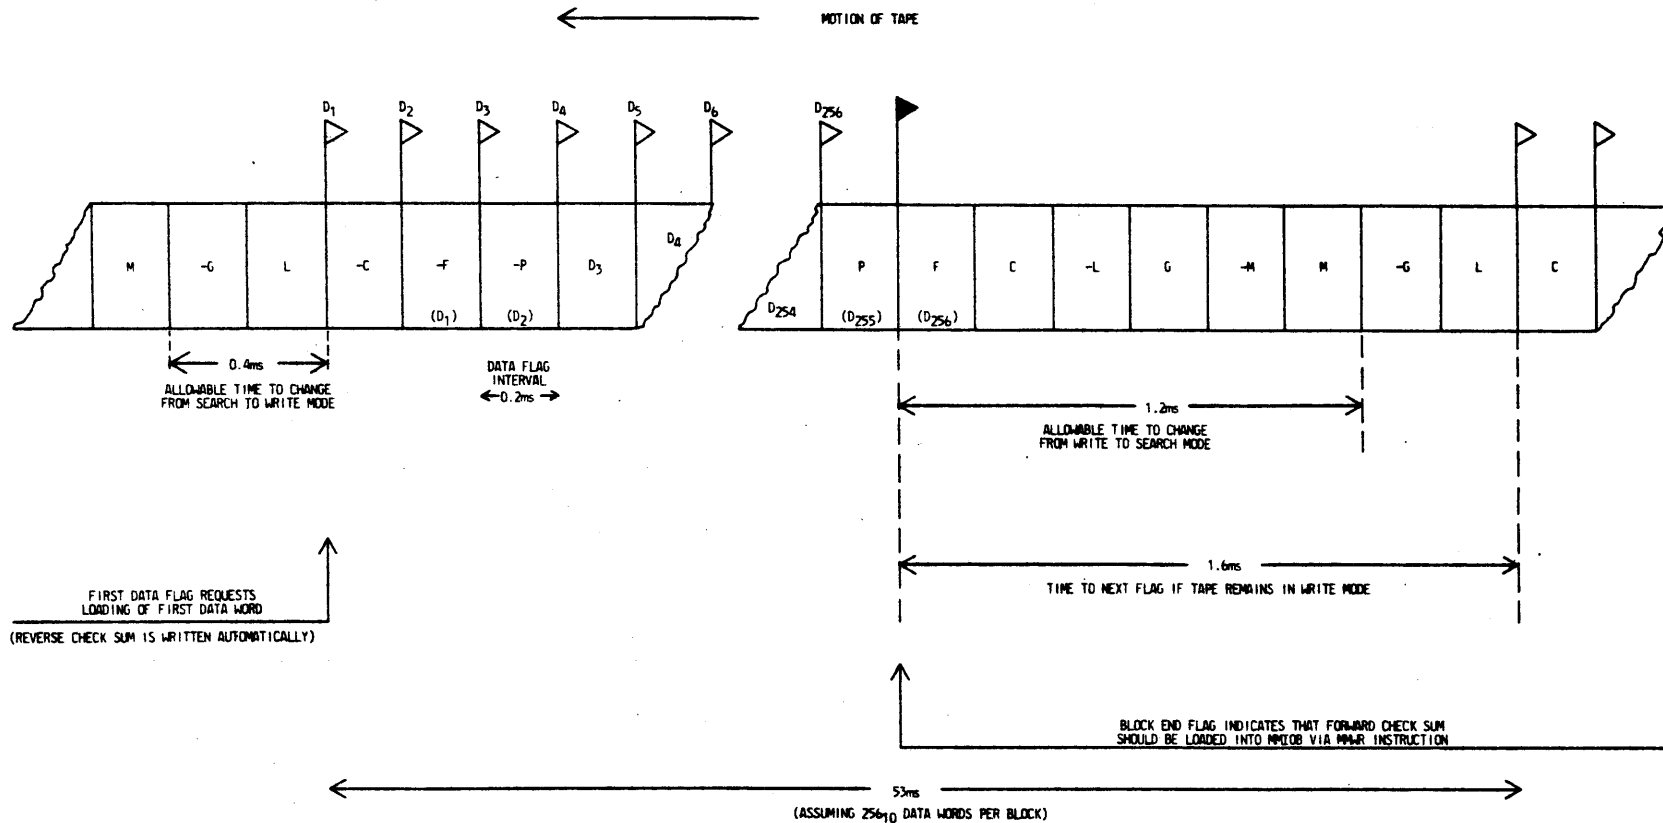 MOTION OF TAPE
D1 D2 D3 D4 D5 D6 D256
M -G L -C -F -P D3 D4
(D1) (D2)
D254 P F C -L G -M M -G L C
(D255) (D256)
0.4ms
ALLOWABLE TIME TO CHANGE
FROM SEARCH TO WRITE MODE
DATA FLAG
INTERVAL
0.2ms
1.2ms
ALLOWABLE TIME TO CHANGE
FROM WRITE TO SEARCH MODE
1.6ms
TIME TO NEXT FLAG IF TAPE REMAINS IN WRITE MODE
FIRST DATA FLAG REQUESTS
LOADING OF FIRST DATA WORD
(REVERSE CHECK SUM IS WRITTEN AUTOMATICALLY)
BLOCK END FLAG INDICATES THAT FORWARD CHECK SUM
SHOULD BE LOADED INTO MMIOB VIA MMWR INSTRUCTION
53ms
(ASSUMING 25610 DATA WORDS PER BLOCK)